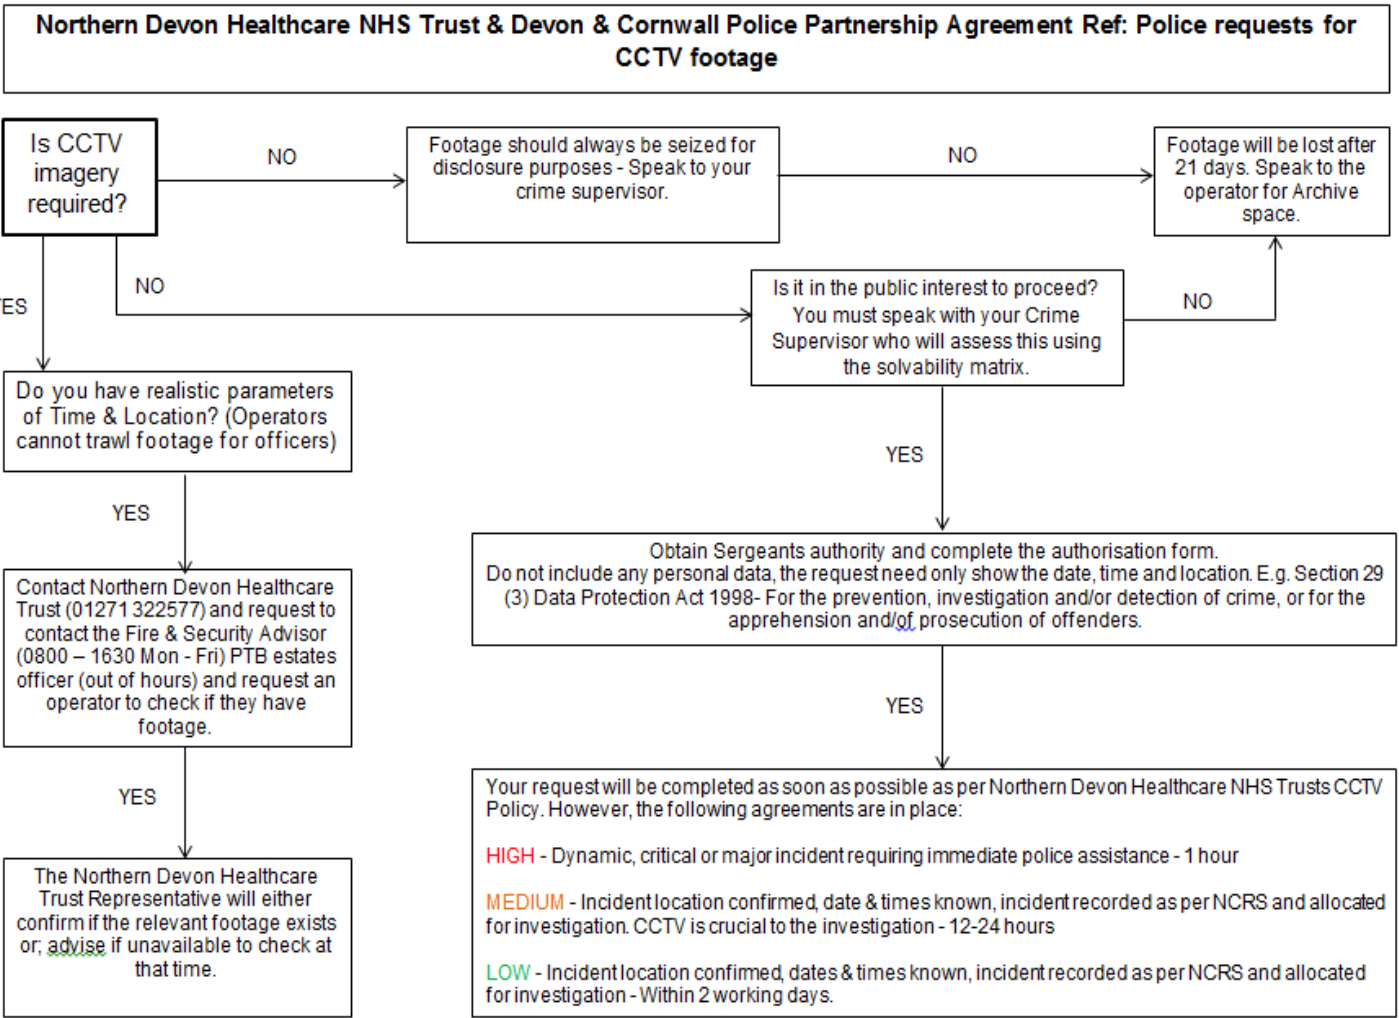 Northern Devon Healthcare NHS Trust & Devon & Cornwall Police Partnership Agreement Ref: Police requests for
CCTV footage
Is CCTV
imagery
required?
NO
Footage should always be seized for
disclosure purposes - Speak to your
crime supervisor.
NO
Footage will be lost after
21 days. Speak to the
operator for Archive
space.
NO
YES
Is it in the public interest to proceed?
You must speak with your Crime
Supervisor who will assess this using
the solvability matrix.
NO
Do you have realistic parameters
of Time & Location? (Operators
cannot trawl footage for officers)
YES
YES
Contact Northern Devon Healthcare
Trust (01271 322577) and request to
contact the Fire & Security Advisor
(0800 – 1630 Mon - Fri) PTB estates
officer (out of hours) and request an
operator to check if they have
footage.
Obtain Sergeants authority and complete the authorisation form.
Do not include any personal data, the request need only show the date, time and location. E.g. Section 29
(3) Data Protection Act 1998- For the prevention, investigation and/or detection of crime, or for the
apprehension and/of prosecution of offenders.
YES
YES
The Northern Devon Healthcare
Trust Representative will either
confirm if the relevant footage exists
or; advise if unavailable to check at
that time.
Your request will be completed as soon as possible as per Northern Devon Healthcare NHS Trusts CCTV
Policy. However, the following agreements are in place:
HIGH - Dynamic, critical or major incident requiring immediate police assistance - 1 hour
MEDIUM - Incident location confirmed, date & times known, incident recorded as per NCRS and allocated
for investigation. CCTV is crucial to the investigation - 12-24 hours
LOW - Incident location confirmed, dates & times known, incident recorded as per NCRS and allocated
for investigation - Within 2 working days.